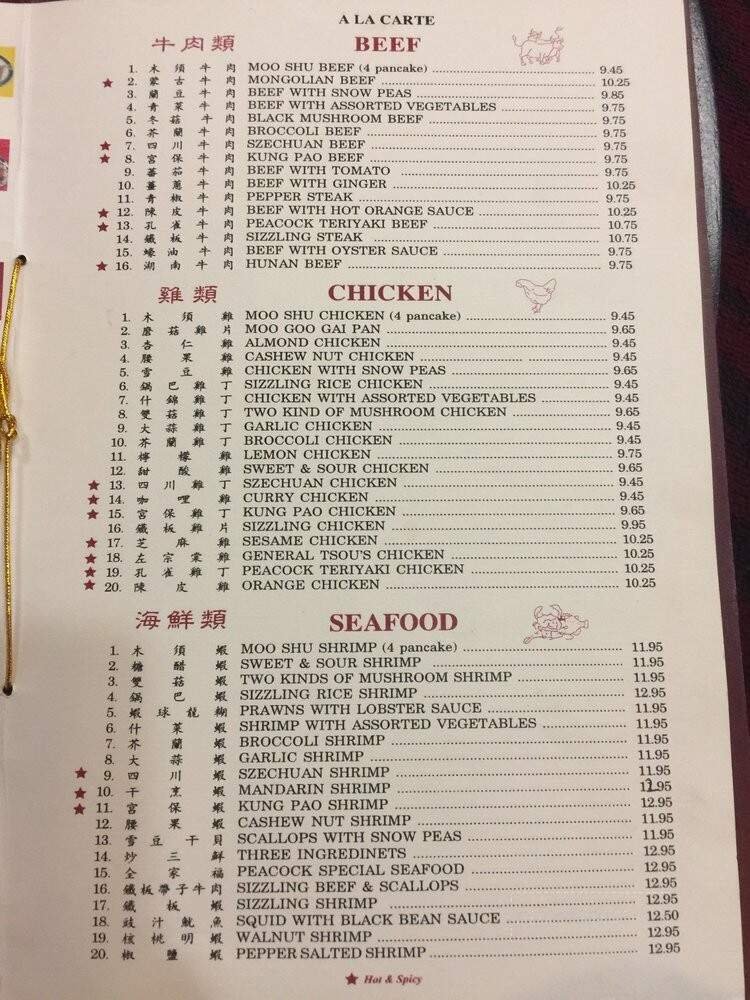 A LA CARTE
牛肉類 BEEF
1. 木須牛肉 MOO SHU BEEF (4 pancake) 9.45
★ 2. 蒙古牛肉 MONGOLIAN BEEF 10.25
3. 蘭豆牛肉 BEEF WITH SNOW PEAS 9.85
4. 青菜牛肉 BEEF WITH ASSORTED VEGETABLES 9.75
5. 冬菇牛肉 BLACK MUSHROOM BEEF 9.75
6. 芥蘭牛肉 BROCCOLI BEEF 9.75
★ 7. 四川牛肉 SZECHUAN BEEF 9.75
★ 8. 宮保牛肉 KUNG PAO BEEF 9.75
9. 蕃茄牛肉 BEEF WITH TOMATO 9.75
10. 薑蔥牛肉 BEEF WITH GINGER 10.25
11. 青椒牛肉 PEPPER STEAK 9.75
★ 12. 陳皮牛肉 BEEF WITH HOT ORANGE SAUCE 10.25
★ 13. 孔雀牛肉 PEACOCK TERIYAKI BEEF 10.75
14. 鐵板牛肉 SIZZLING STEAK 10.75
15. 蠔油牛肉 BEEF WITH OYSTER SAUCE 9.75
★ 16. 湖南牛肉 HUNAN BEEF 9.75
雞類 CHICKEN
1. 木須雞 MOO SHU CHICKEN (4 pancake) 9.45
2. 磨菇雞片 MOO GOO GAI PAN 9.65
3. 杏仁雞 ALMOND CHICKEN 9.45
4. 腰果雞 CASHEW NUT CHICKEN 9.45
5. 雪豆雞 CHICKEN WITH SNOW PEAS 9.65
6. 鍋巴雞丁 SIZZLING RICE CHICKEN 9.45
7. 什錦雞丁 CHICKEN WITH ASSORTED VEGETABLES 9.45
8. 雙菇雞丁 TWO KIND OF MUSHROOM CHICKEN 9.65
9. 大蒜雞丁 GARLIC CHICKEN 9.45
10. 芥蘭雞丁 BROCCOLI CHICKEN 9.45
11. 檸檬雞 LEMON CHICKEN 9.75
12. 甜酸雞 SWEET & SOUR CHICKEN 9.65
★ 13. 四川雞丁 SZECHUAN CHICKEN 9.45
★ 14. 咖哩雞 CURRY CHICKEN 9.45
★ 15. 宮保雞丁 KUNG PAO CHICKEN 9.65
16. 鐵板雞片 SIZZLING CHICKEN 9.95
★ 17. 芝麻雞 SESAME CHICKEN 10.25
★ 18. 左宗棠雞 GENERAL TSOU'S CHICKEN 10.25
★ 19. 孔雀雞丁 PEACOCK TERIYAKI CHICKEN 10.25
★ 20. 陳皮雞 ORANGE CHICKEN 10.25
海鮮類 SEAFOOD
1. 木須蝦 MOO SHU SHRIMP (4 pancake) 11.95
2. 糖醋蝦 SWEET & SOUR SHRIMP 11.95
3. 雙菇蝦 TWO KINDS OF MUSHROOM SHRIMP 11.95
4. 鍋巴蝦 SIZZLING RICE SHRIMP 12.95
5. 蝦球龍糊 PRAWNS WITH LOBSTER SAUCE 11.95
6. 什菜蝦 SHRIMP WITH ASSORTED VEGETABLES 11.95
7. 芥蘭蝦 BROCCOLI SHRIMP 11.95
8. 大蒜蝦 GARLIC SHRIMP 11.95
★ 9. 四川蝦 SZECHUAN SHRIMP 11.95
★ 10. 干烹蝦 MANDARIN SHRIMP 12.95
★ 11. 宮保蝦 KUNG PAO SHRIMP 12.95
12. 腰果蝦 CASHEW NUT SHRIMP 11.95
13. 雪豆干貝 SCALLOPS WITH SNOW PEAS 11.95
14. 炒三鮮 THREE INGREDINETS 12.95
15. 全家福 PEACOCK SPECIAL SEAFOOD 12.95
16. 鐵板帶子牛肉 SIZZLING BEEF & SCALLOPS 12.95
17. 鐵板蝦 SIZZLING SHRIMP 12.95
18. 豉汁魷魚 SQUID WITH BLACK BEAN SAUCE 12.50
19. 核桃明蝦 WALNUT SHRIMP 12.95
20. 椒鹽蝦 PEPPER SALTED SHRIMP 12.95
★ Hot & Spicy